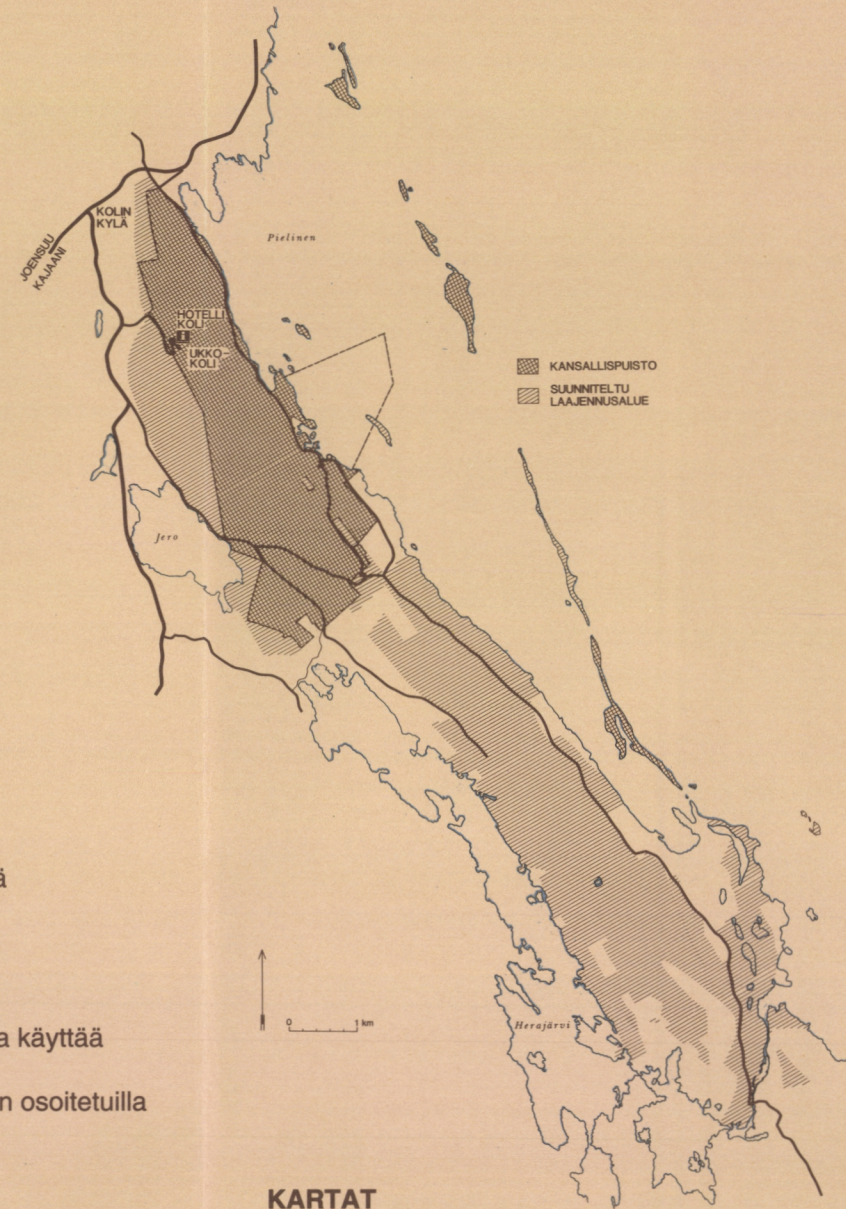 KOLIN
KYLÄ
JOENSUU
KAJAANI
Pielinen
HOTELLI
KOLI
i
UKKO-
KOLI
KANSALLISPUISTO
SUUNNITELTU
LAAJENNUSALUE
Jero
ä
0 1 km
Herajärvi
a käyttää
n osoitetuilla
KARTAT